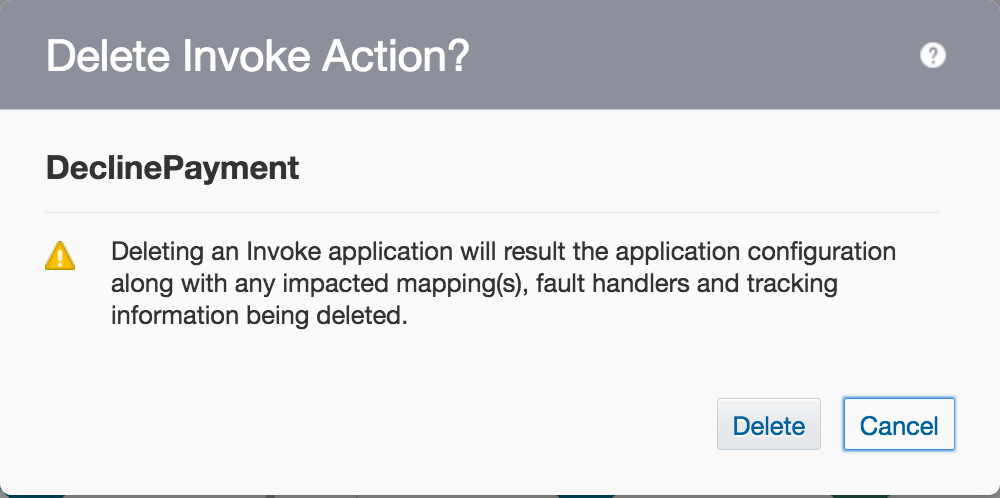 Delete Invoke Action?
?
DeclinePayment
Deleting an Invoke application will result the application configuration
along with any impacted mapping(s), fault handlers and tracking
information being deleted.
Delete
Cancel